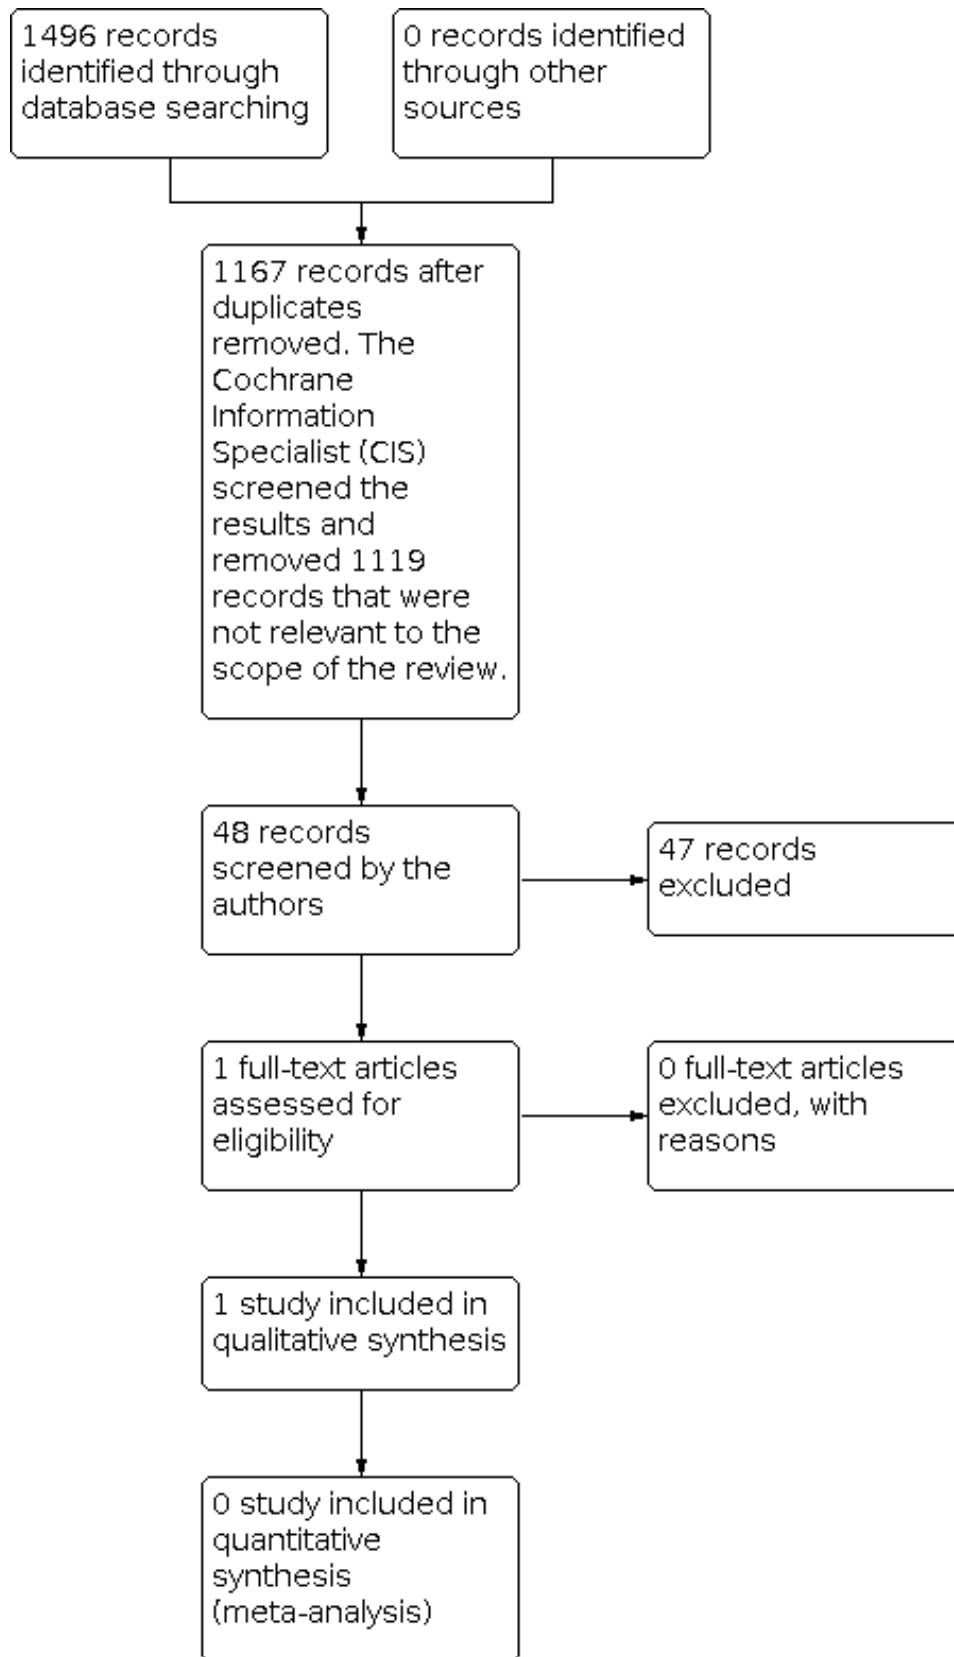 1496 records
identified through
database searching
0 records identified
through other
sources
1167 records after
duplicates
removed. The
Cochrane
Information
Specialist (CIS)
screened the
results and
removed 1119
records that were
not relevant to the
scope of the review.
48 records
screened by the
authors
47 records
excluded
1 full-text articles
assessed for
eligibility
0 full-text articles
excluded, with
reasons
1 study included in
qualitative synthesis
0 study included in
quantitative
synthesis
(meta-analysis)